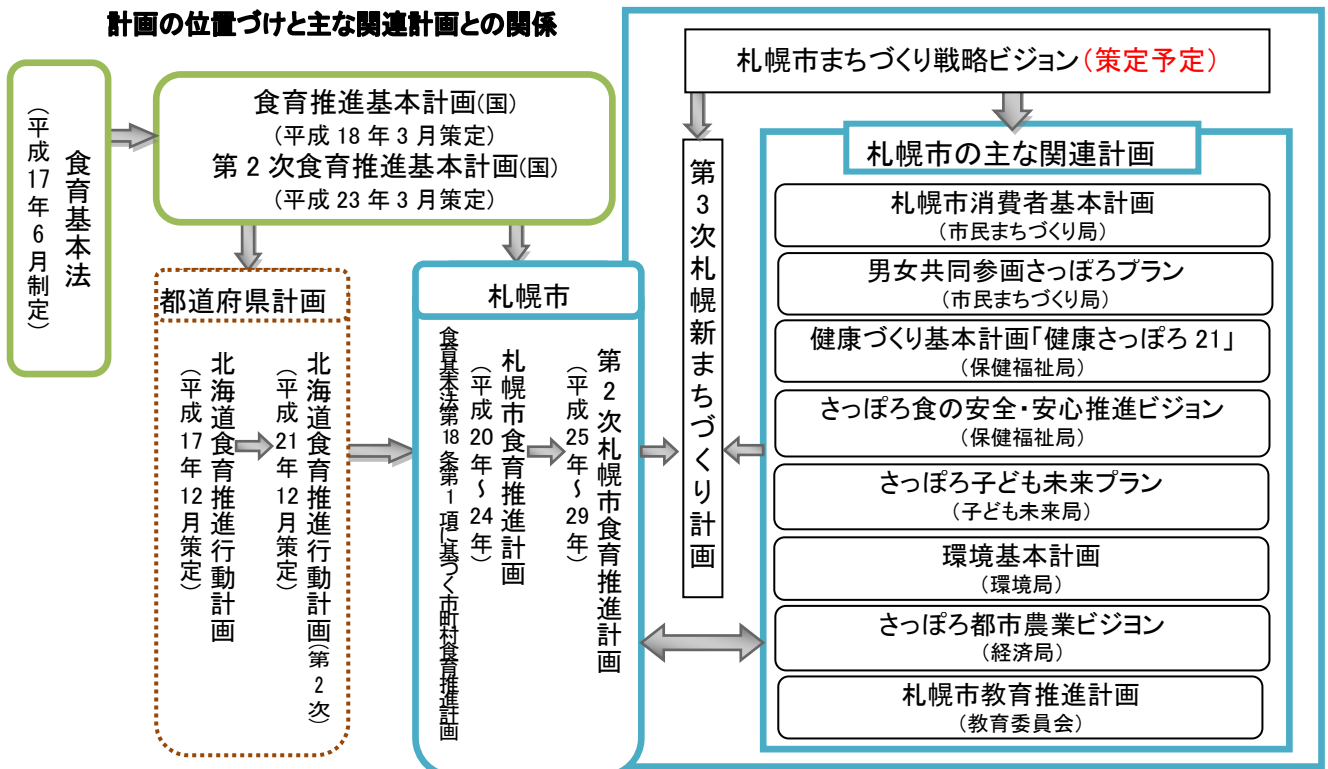 計画の位置づけと主な関連計画との関係
食育基本法
（平成17年6月制定）
食育推進基本計画(国)
(平成 18 年 3 月策定)
第２次食育推進基本計画(国)
(平成 23 年 3 月策定)
都道府県計画
北海道食育推進行動計画
（平成17年12月策定）
北海道食育推進行動計画(第２次)
（平成21年12月策定）
札幌市
食育基本法第18条第1項に基づく市町村食育推進計画
札幌市食育推進計画
（平成20年～24年）
第２次札幌市食育推進計画
（平成25年～29年）
札幌市まちづくり戦略ビジョン（策定予定）
第３次札幌新まちづくり計画
札幌市の主な関連計画
札幌市消費者基本計画
(市民まちづくり局)
男女共同参画さっぽろプラン
(市民まちづくり局)
健康づくり基本計画「健康さっぽろ 21」
(保健福祉局)
さっぽろ食の安全・安心推進ビジョン
(保健福祉局)
さっぽろ子ども未来プラン
(子ども未来局)
環境基本計画
(環境局)
さっぽろ都市農業ビジョン
(経済局)
札幌市教育推進計画
(教育委員会)